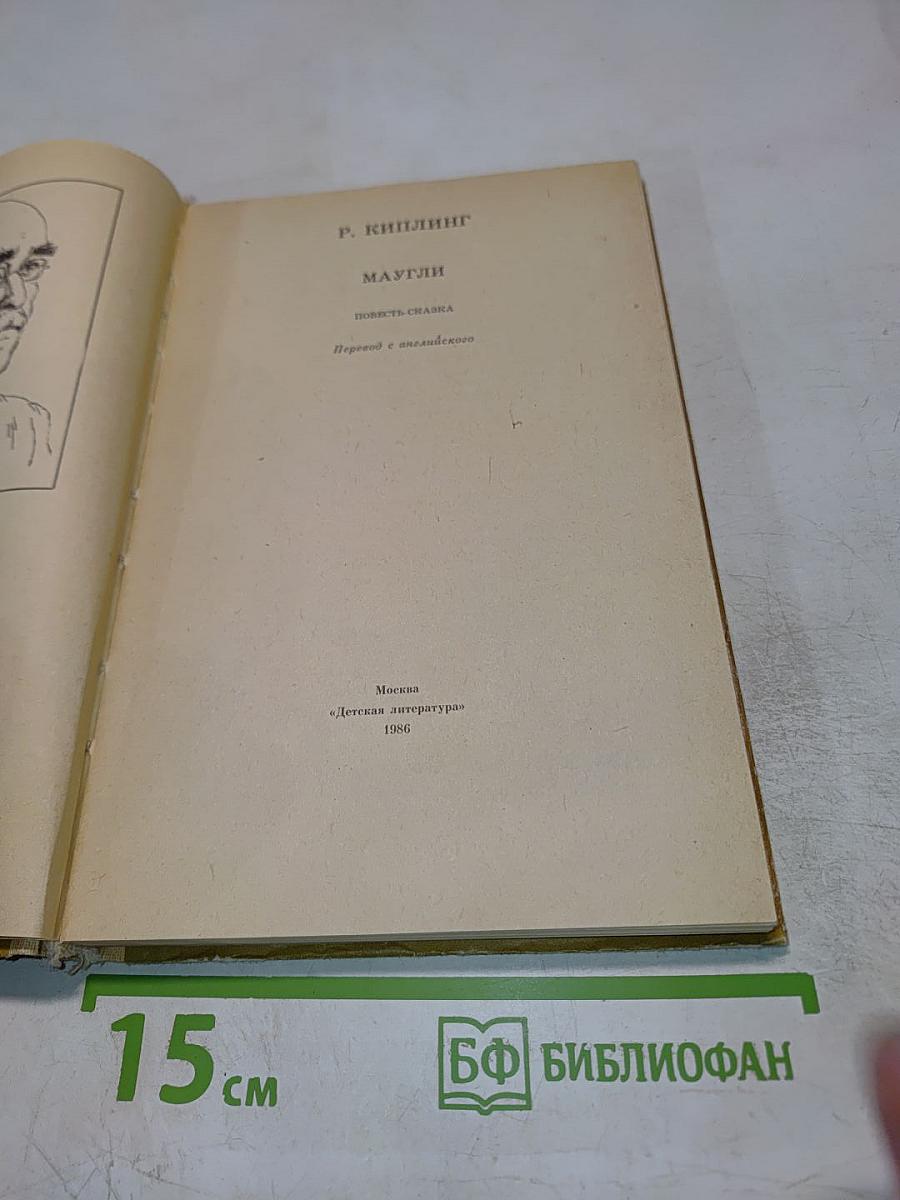 Р. КИПЛИНГ
МАУГЛИ
ПОВЕСТЬ-СКАЗКА
Перевод с английского
Москва
«Детская литература»
1986
15 см
БФ БИБЛИОФАН